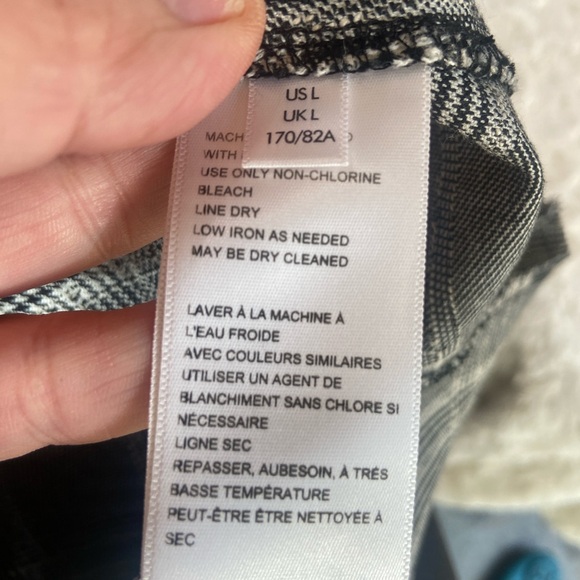 US L
UK L
170/82A
MACH
WITH
USE ONLY NON-CHLORINE
BLEACH
LINE DRY
LOW IRON AS NEEDED
MAY BE DRY CLEANED
LAVER À LA MACHINE À
L'EAU FROIDE
AVEC COULEURS SIMILAIRES
UTILISER UN AGENT DE
BLANCHIMENT SANS CHLORE SI
NÉCESSAIRE
LIGNE SEC
REPASSER, AUBESOIN, À TRÉS
BASSE TEMPÉRATURE
PEUT-ÊTRE ÊTRE NETTOYÉE À
SEC